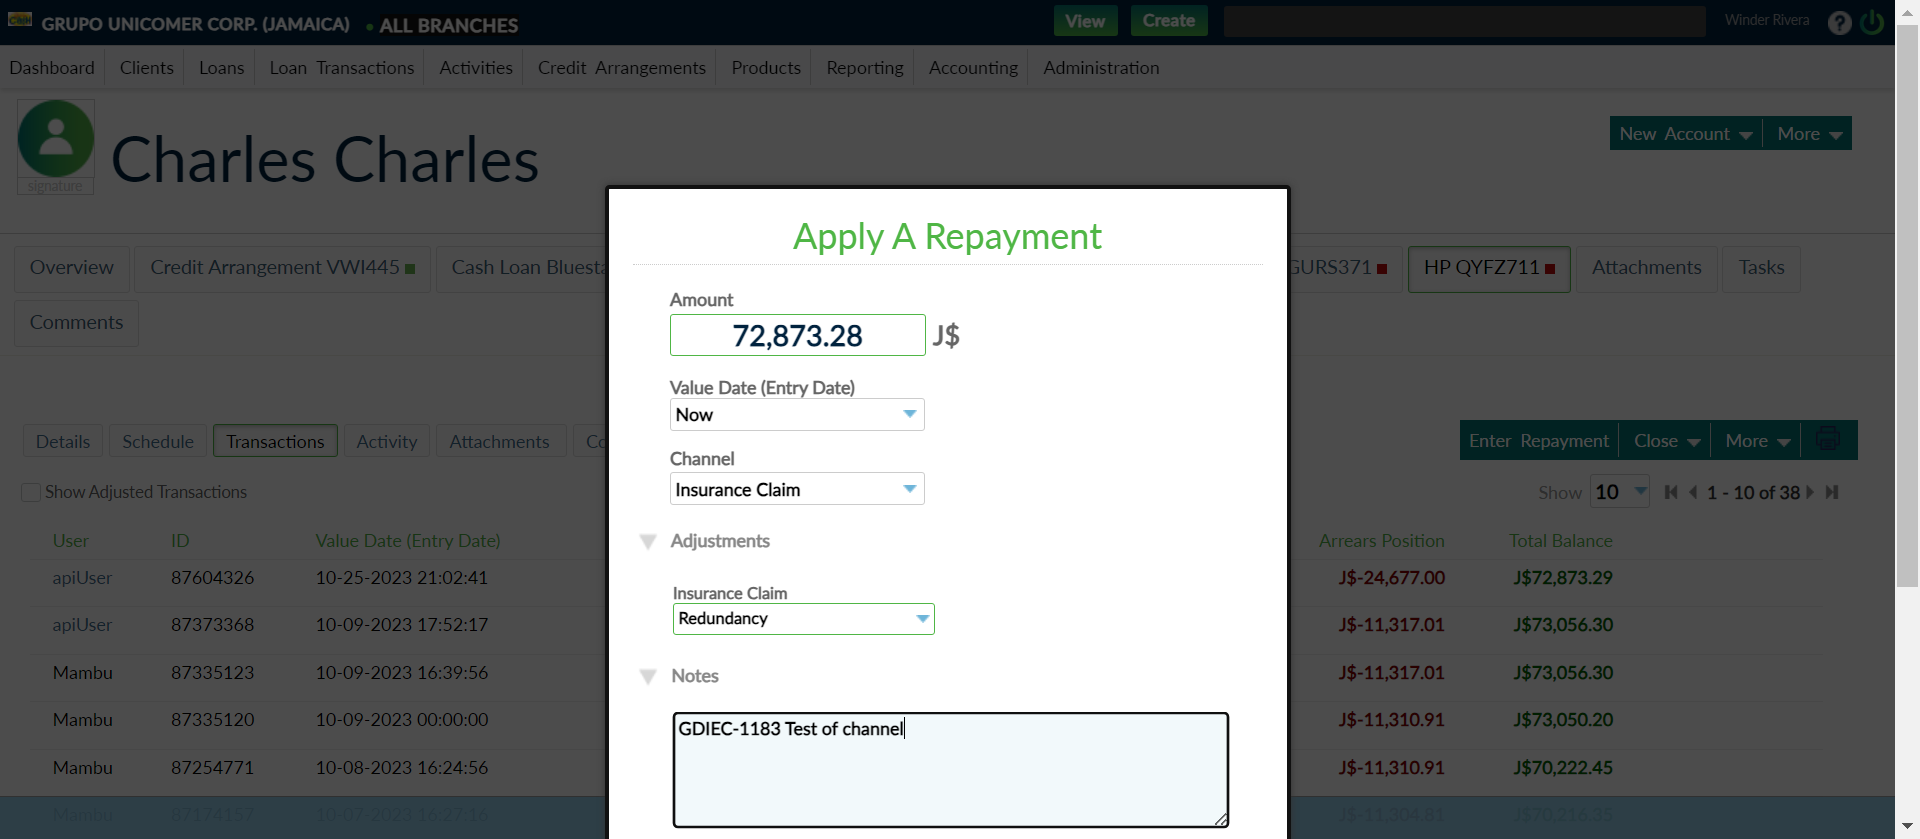 GRUPO UNICOMER CORP. (JAMAICA) • ALL BRANCHES View Create Winder Rivera ?
Dashboard Clients Loans Loan Transactions Activities Credit Arrangements Products Reporting Accounting Administration
Charles Charles
signature
New Account More
Apply A Repayment
Overview Credit Arrangement VWI445 Cash Loan Bluesta GURS371 HP QYFZ711 Attachments Tasks
Comments
Amount
72,873.28 J$
Value Date (Entry Date)
Now
Channel
Insurance Claim
Adjustments
Insurance Claim
Redundancy
Notes
GDIEC-1183 Test of channel
Details Schedule Transactions Activity Attachments Co
Enter Repayment Close More
Show Adjusted Transactions
Show 10 1 - 10 of 38
User ID Value Date (Entry Date) Arrears Position Total Balance
apiUser 87604326 10-25-2023 21:02:41 J$-24,677.00 J$72,873.29
apiUser 87373368 10-09-2023 17:52:17 J$-11,317.01 J$73,056.30
Mambu 87335123 10-09-2023 16:39:56 J$-11,317.01 J$73,056.30
Mambu 87335120 10-09-2023 00:00:00 J$-11,310.91 J$73,050.20
Mambu 87254771 10-08-2023 16:24:56 J$-11,310.91 J$70,222.45
Mambu 87174157 10-07-2023 16:27:16 J$-11,304.81 J$70,216.35